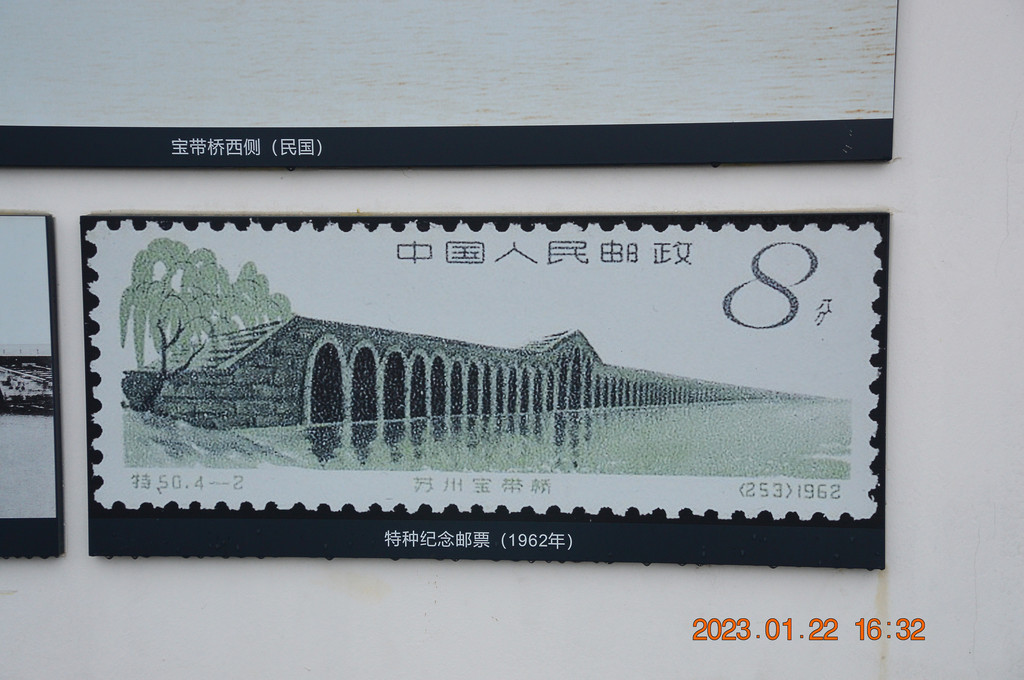 宝带桥西侧（民国）
中国人民邮政
8
八分
特50.4—2
苏州宝带桥
(253)1962
特种纪念邮票（1962年）
2023.01.22 16:32